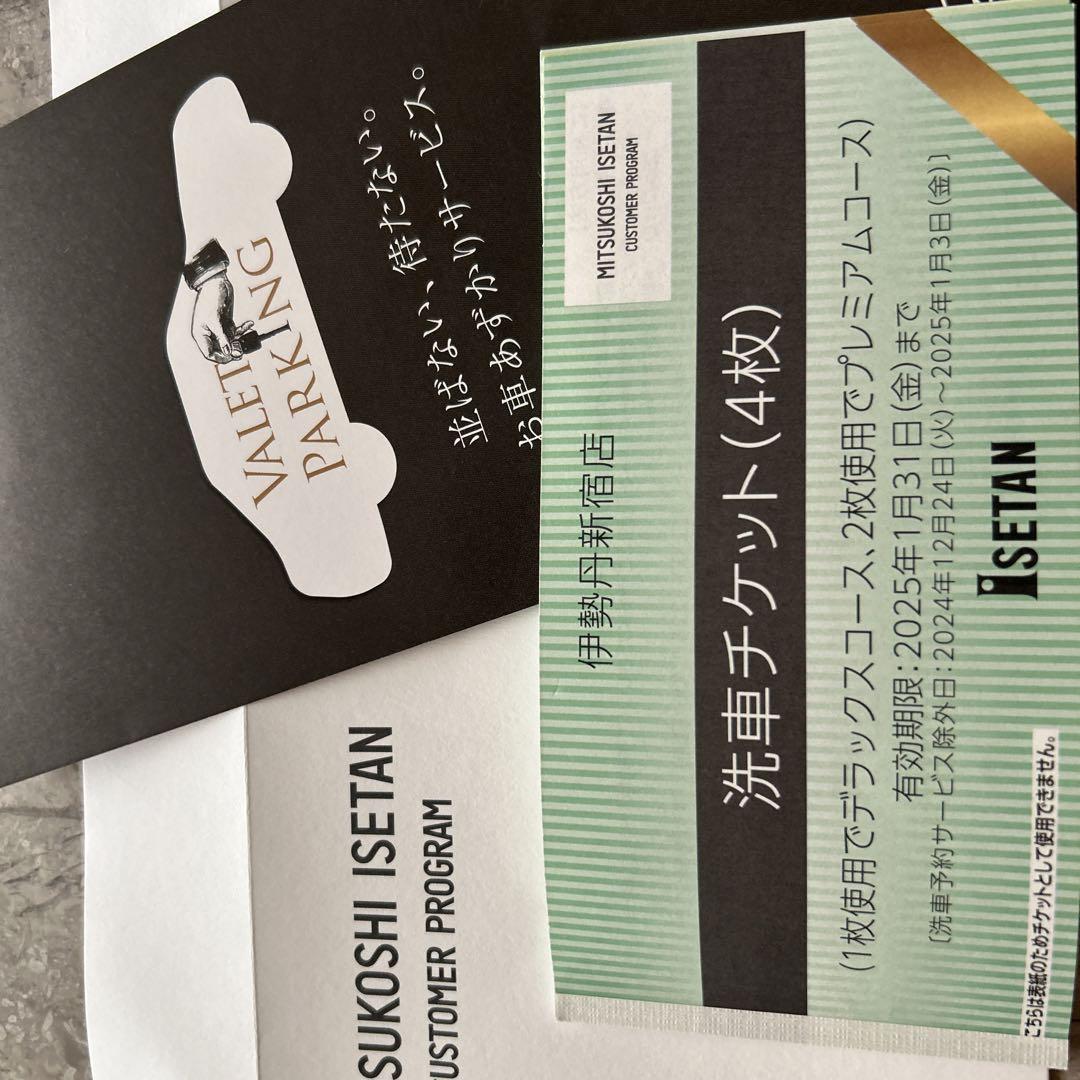 VALET
PARKING
並ばない、待たない。
お車あずかりサービス。
SUKOSHI ISETAN
CUSTOMER PROGRAM
MITSUKOSHI ISETAN
CUSTOMER PROGRAM
伊勢丹新宿店
洗車チケット（4枚）
（1枚使用でデラックスコース、2枚使用でプレミアムコース）
有効期限：2025年1月31日（金）まで
〔洗車予約サービス除外日：2024年12月24日（火）～2025年1月3日（金）〕
ISETAN
こちらは表紙のためチケットとして使用できません。